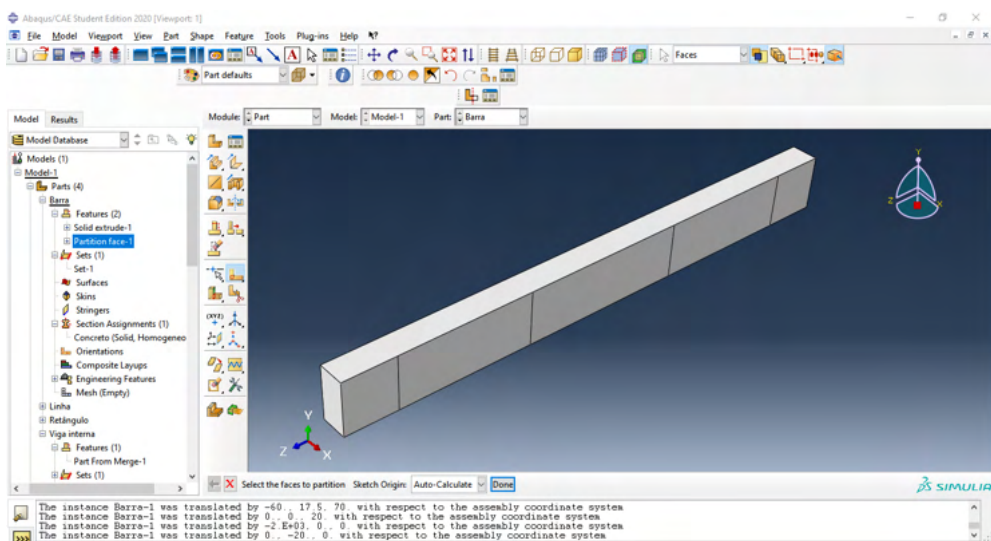 Abaqus/CAE Student Edition 2020 [Viewport: 1]
File Model Viewport View Part Shape Feature Tools Plug-ins Help
Faces
Part defaults
Model Results
Module: Part Model: Model-1 Part: Barra
Model Database
Models (1)
Model-1
Parts (4)
Barra
Features (2)
Solid extrude-1
Partition face-1
Sets (1)
Set-1
Surfaces
Skins
Stringers
Section Assignments (1)
Concreto (Solid, Homogeneo
Orientations
Composite Layups
Engineering Features
Mesh (Empty)
Linha
Retângulo
Viga interna
Features (1)
Part From Merge-1
Sets (1)
(XYZ)
Y
Z
X
Y
Z
X
Select the faces to partition Sketch Origin: Auto-Calculate Done
SIMULIA
The instance Barra-1 was translated by -60., 17.5, 70. with respect to the assembly coordinate system
The instance Barra-1 was translated by 0., 0., 20. with respect to the assembly coordinate system
The instance Barra-1 was translated by -2.E+03, 0., 0. with respect to the assembly coordinate system
The instance Barra-1 was translated by 0., -20., 0. with respect to the assembly coordinate system
>>>